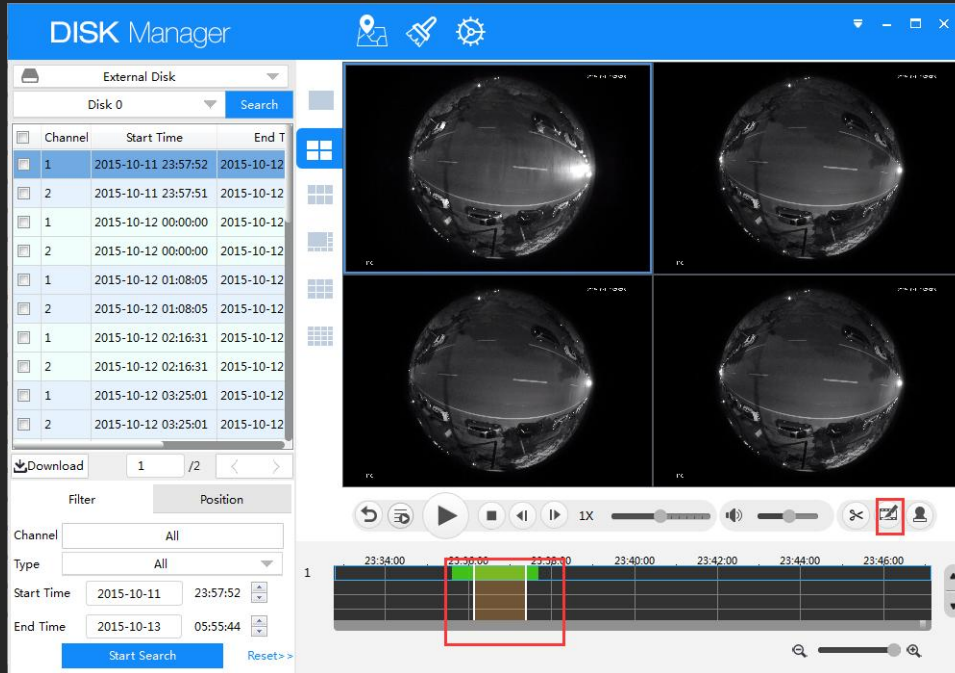 DISK Manager
External Disk
Disk 0
Search
Channel Start Time End T
1 2015-10-11 23:57:52 2015-10-12
2 2015-10-11 23:57:51 2015-10-12
1 2015-10-12 00:00:00 2015-10-12
2 2015-10-12 00:00:00 2015-10-12
1 2015-10-12 01:08:05 2015-10-12
2 2015-10-12 01:08:05 2015-10-12
1 2015-10-12 02:16:31 2015-10-12
2 2015-10-12 02:16:31 2015-10-12
1 2015-10-12 03:25:01 2015-10-12
2 2015-10-12 03:25:01 2015-10-12
Download 1 /2
Filter Position
Channel All
Type All
Start Time 2015-10-11 23:57:52
End Time 2015-10-13 05:55:44
Start Search Reset>>
1X
23:34:00 23:36:00 23:38:00 23:40:00 23:42:00 23:44:00 23:46:00
1